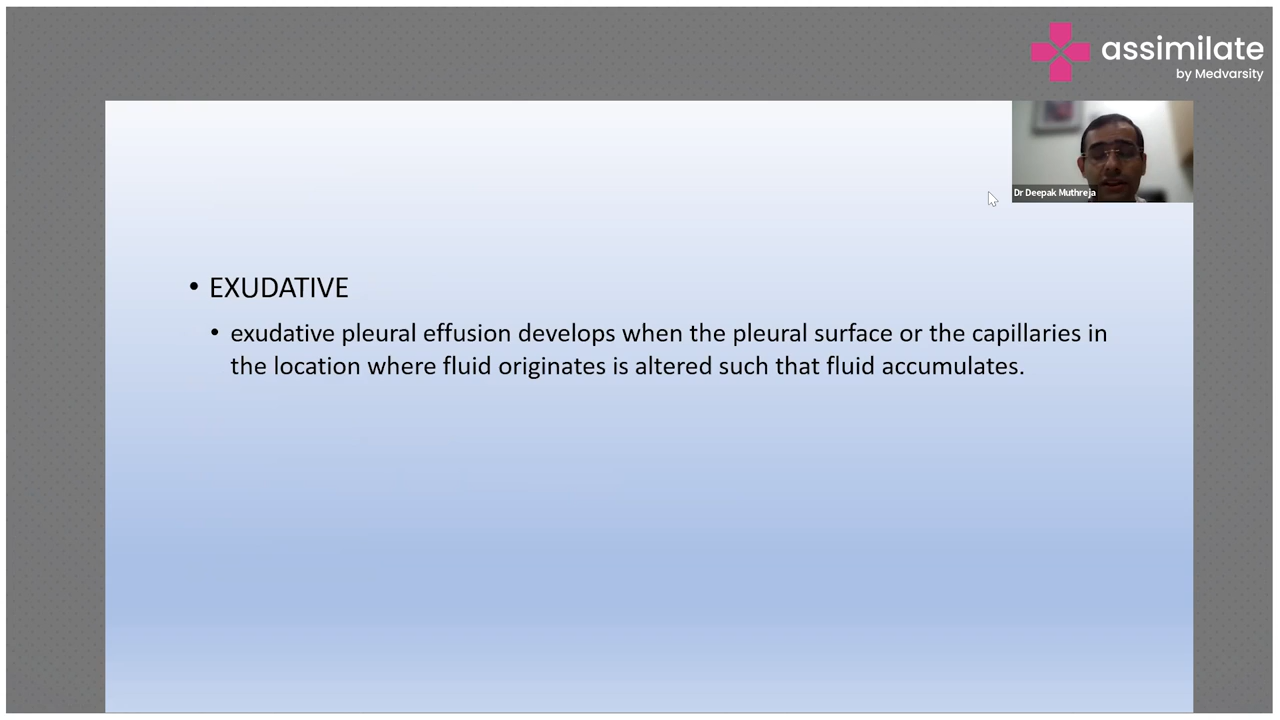 assimilate
by Medvarsity
Dr Deepak Muthreja
• EXUDATIVE
• exudative pleural effusion develops when the pleural surface or the capillaries in
the location where fluid originates is altered such that fluid accumulates.